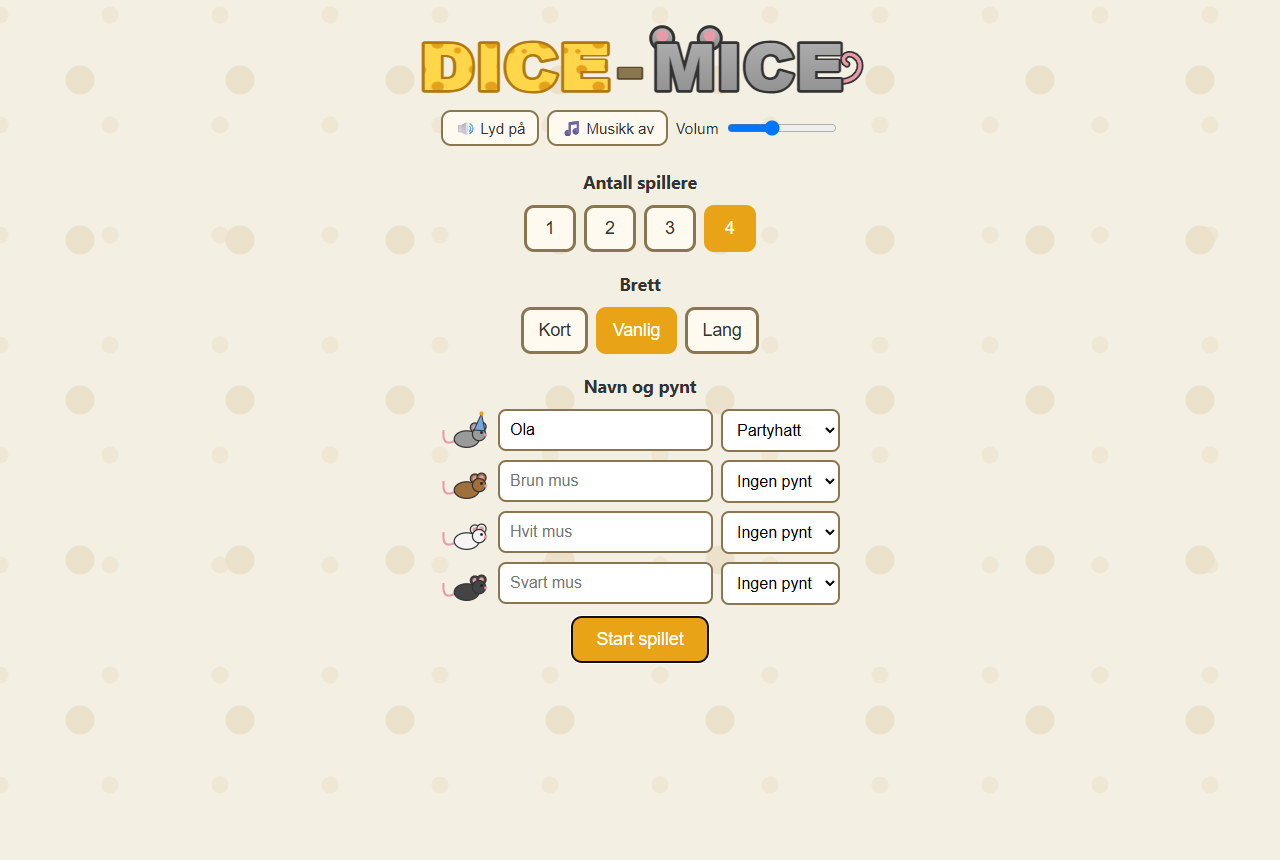 DICE-MICE
Lyd på Musikk av Volum
Antall spillere
1 2 3 4
Brett
Kort Vanlig Lang
Navn og pynt
Ola Partyhatt
Brun mus Ingen pynt
Hvit mus Ingen pynt
Svart mus Ingen pynt
Start spillet